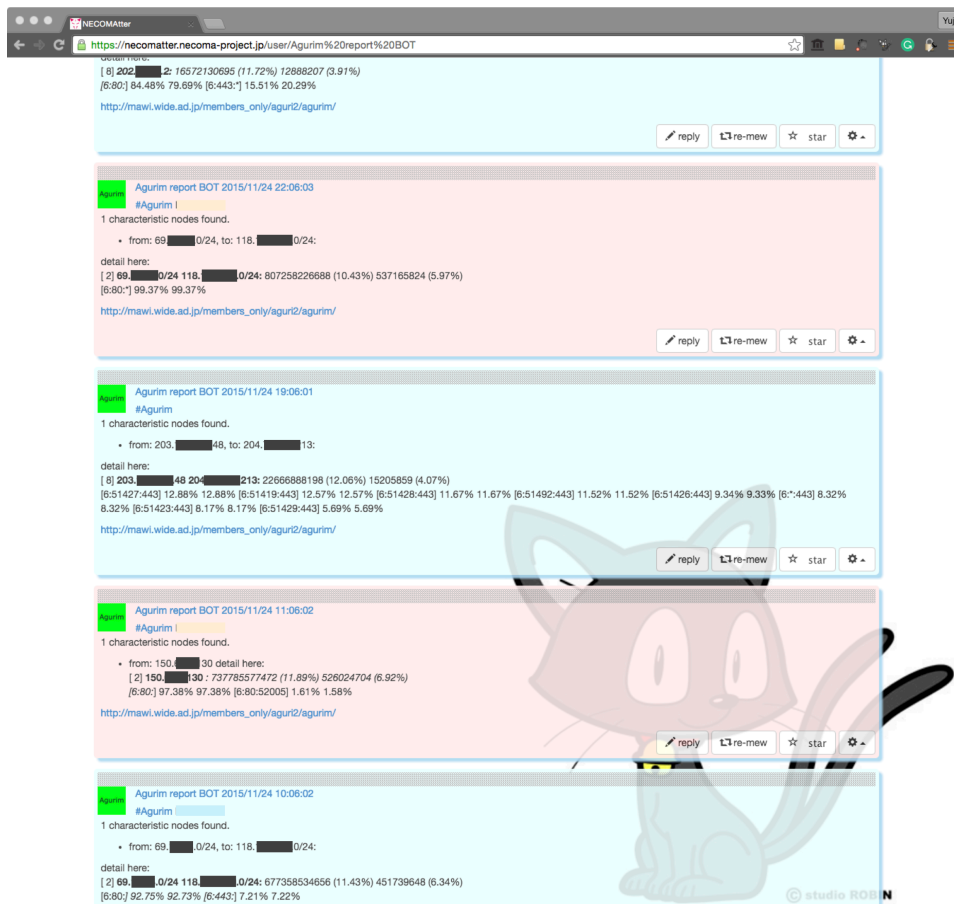 NECOMAtter
Yuj
https://necomatter.necoma-project.jp/user/Agurim%20report%20BOT
detail here:
[ 8] 202. .2: 16572130695 (11.72%) 12888207 (3.91%)
[6:80:] 84.48% 79.69% [6:443:*] 15.51% 20.29%
http://mawi.wide.ad.jp/members_only/agurl2/agurim/
reply re-mew star
Agurim
Agurim report BOT 2015/11/24 22:06:03
#Agurim
1 characteristic nodes found.
• from: 69. 0/24, to: 118. 0/24:
detail here:
[ 2] 69. 0/24 118. .0/24: 807258226688 (10.43%) 537165824 (5.97%)
[6:80:*] 99.37% 99.37%
http://mawi.wide.ad.jp/members_only/agurl2/agurim/
reply re-mew star
Agurim
Agurim report BOT 2015/11/24 19:06:01
#Agurim
1 characteristic nodes found.
• from: 203. 48, to: 204. 13:
detail here:
[ 8] 203. .48 204 213: 22666888198 (12.06%) 15205859 (4.07%)
[6:51427:443] 12.88% 12.88% [6:51419:443] 12.57% 12.57% [6:51428:443] 11.67% 11.67% [6:51492:443] 11.52% 11.52% [6:51426:443] 9.34% 9.33% [6:*:443] 8.32%
8.32% [6:51423:443] 8.17% 8.17% [6:51429:443] 5.69% 5.69%
http://mawi.wide.ad.jp/members_only/agurl2/agurim/
reply re-mew star
Agurim
Agurim report BOT 2015/11/24 11:06:02
#Agurim
1 characteristic nodes found.
• from: 150. 30 detail here:
[ 2] 150. 130 : 737785577472 (11.89%) 526024704 (6.92%)
[6:80:] 97.38% 97.38% [6:80:52005] 1.61% 1.58%
http://mawi.wide.ad.jp/members_only/agurl2/agurim/
reply re-mew star
Agurim
Agurim report BOT 2015/11/24 10:06:02
#Agurim
1 characteristic nodes found.
• from: 69. .0/24, to: 118. 0/24:
detail here:
[ 2] 69. .0/24 118. .0/24: 677358534656 (11.43%) 451739648 (6.34%)
[6:80:] 92.75% 92.73% [6:443:] 7.21% 7.22%
© studio ROBIN